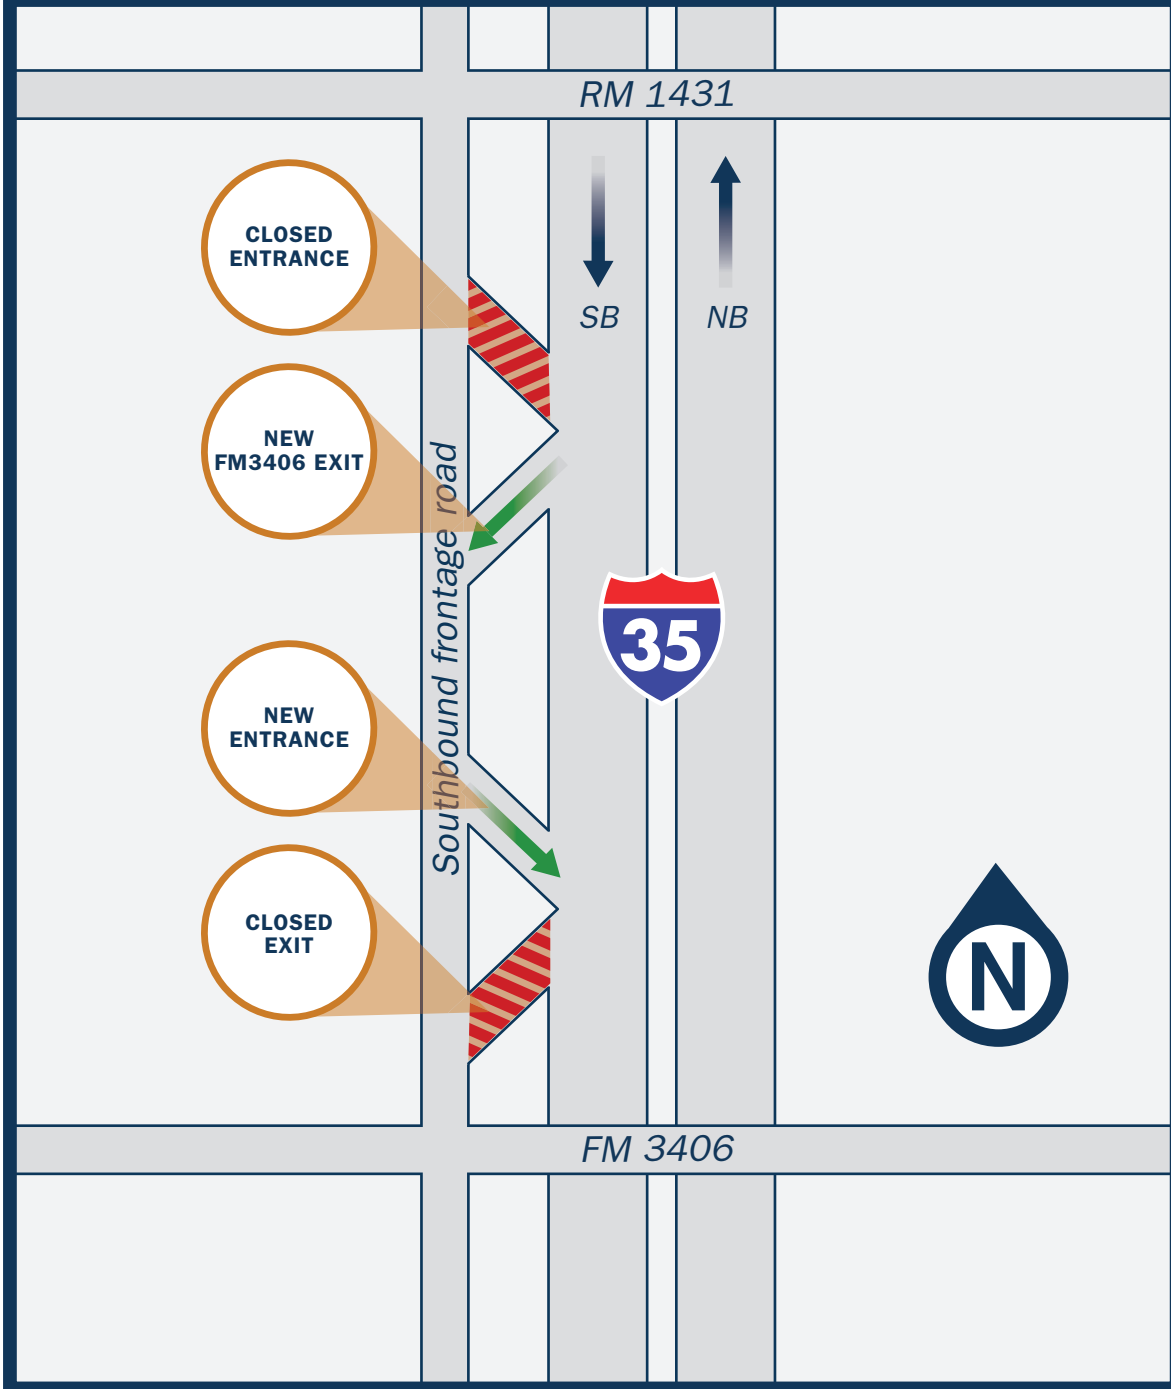 RM 1431
CLOSED
ENTRANCE
SB
NB
NEW
FM3406 EXIT
Southbound frontage road
35
NEW
ENTRANCE
CLOSED
EXIT
N
FM 3406